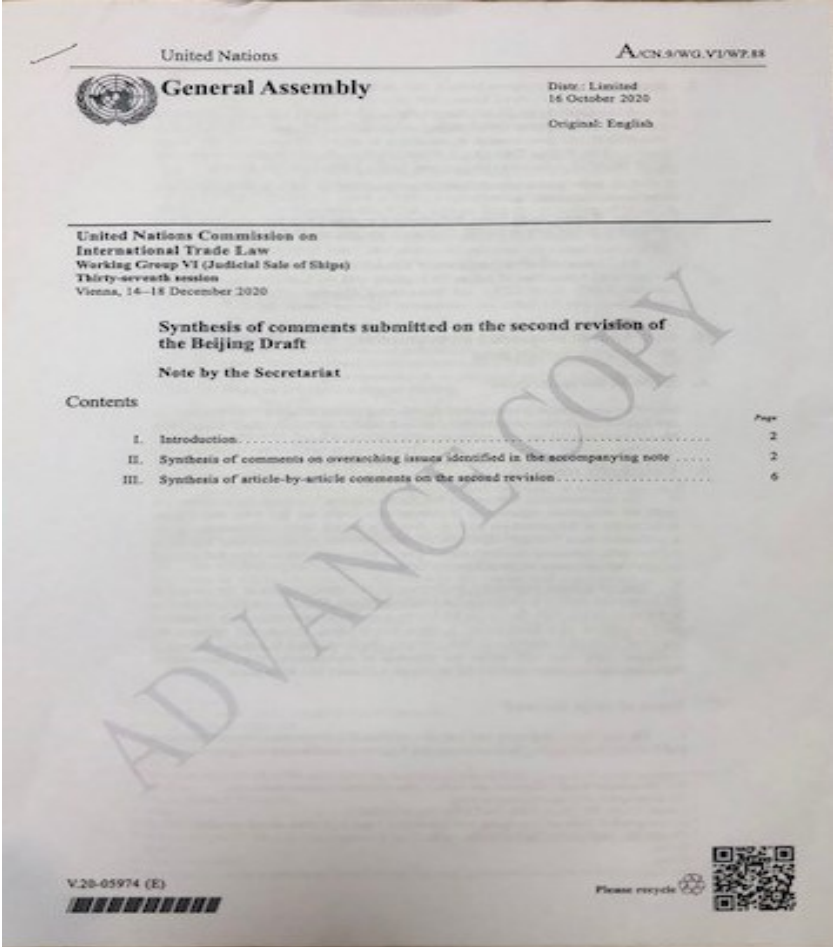 United Nations
A/CN.9/WG.VI/WP.88
General Assembly
Distr.: Limited
16 October 2020
Original: English
United Nations Commission on
International Trade Law
Working Group VI (Judicial Sale of Ships)
Thirty-seventh session
Vienna, 14–18 December 2020
Synthesis of comments submitted on the second revision of
the Beijing Draft
Note by the Secretariat
Contents
Page
I. Introduction. . . . . . . . . . . . . . . . . . . . . . . . . . . . . . . . . . . . . . . . 2
II. Synthesis of comments on overarching issues identified in the accompanying note . . . . . 2
III. Synthesis of article-by-article comments on the second revision . . . . . . . . . . . . . . . . . 6
ADVANCE COPY
V.20-05974 (E)
Please recycle